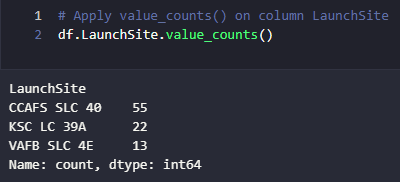 1 # Apply value_counts() on column LaunchSite
2 df.LaunchSite.value_counts()
LaunchSite
CCAFS SLC 40    55
KSC LC 39A      22
VAFB SLC 4E     13
Name: count, dtype: int64